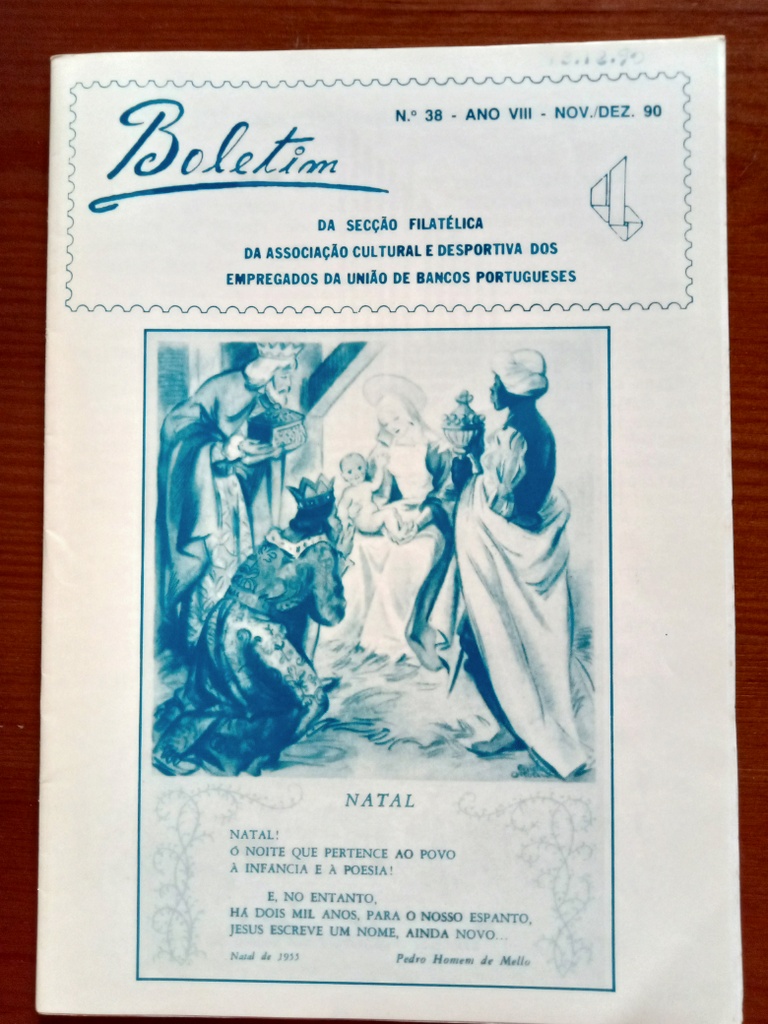 N.º 38 - ANO VIII - NOV./DEZ. 90
Boletim
DA SECÇÃO FILATÉLICA
DA ASSOCIAÇÃO CULTURAL E DESPORTIVA DOS
EMPREGADOS DA UNIÃO DE BANCOS PORTUGUESES
NATAL
NATAL!
Ó NOITE QUE PERTENCE AO POVO
À INFANCIA E À POESIA!
E, NO ENTANTO,
HÁ DOIS MIL ANOS, PARA O NOSSO ESPANTO,
JESUS ESCREVE UM NOME, AINDA NOVO...
Natal de 1955
Pedro Homem de Mello